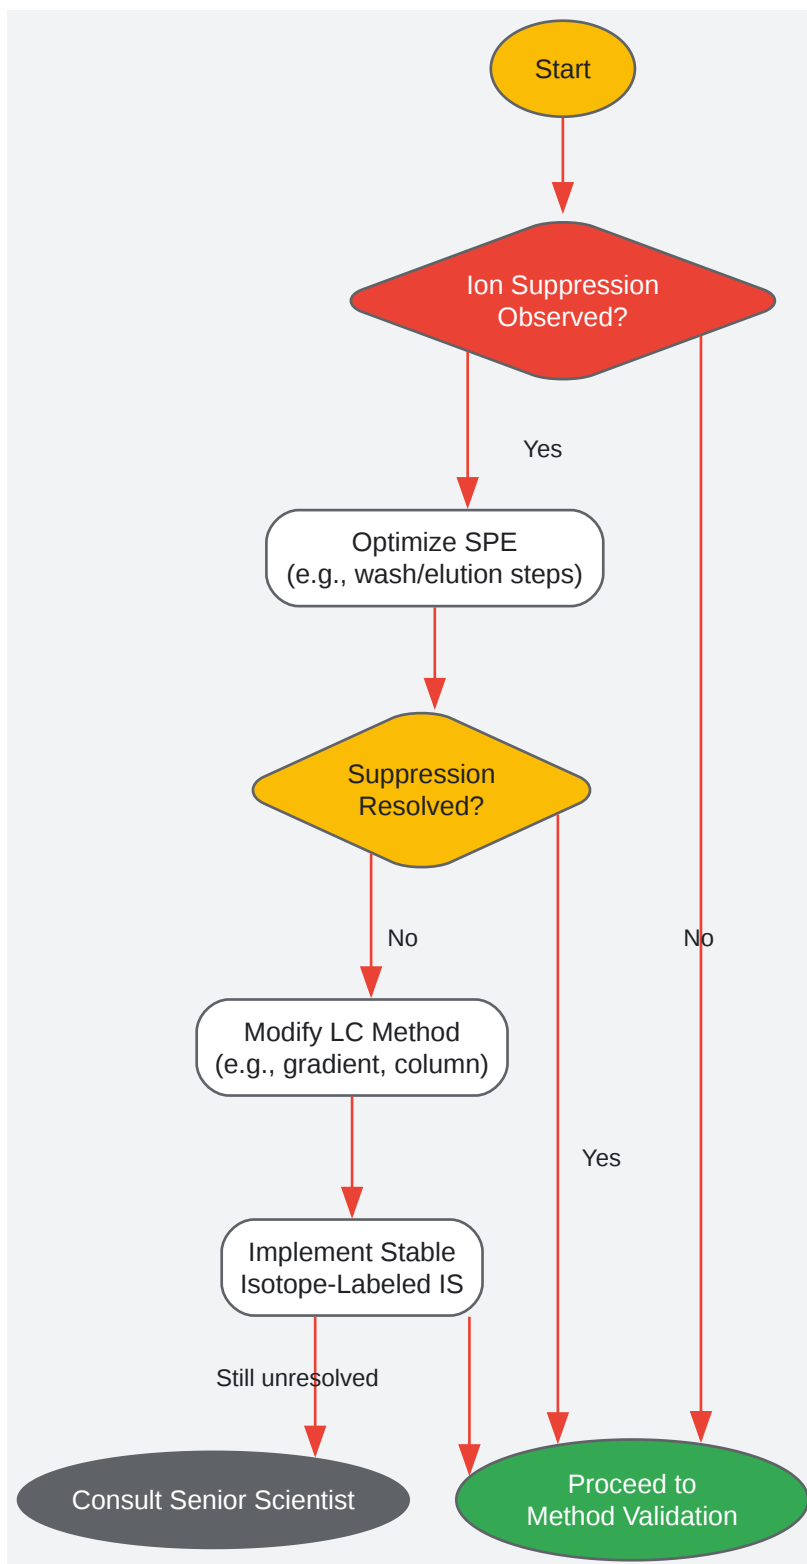 Start
Ion Suppression
Observed?
Yes
Optimize SPE
(e.g., wash/elution steps)
Suppression
Resolved?
No
No
Modify LC Method
(e.g., gradient, column)
Yes
Implement Stable
Isotope-Labeled IS
Still unresolved
Consult Senior Scientist
Proceed to
Method Validation